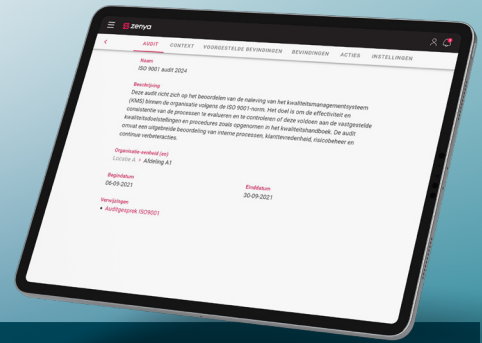 zenya
AUDIT CONTEXT VOORGESTELDE BEVINDINGEN BEVINDINGEN ACTIES INSTELLINGEN
Naam
ISO 9001 audit 2024
Beschrijving
Deze audit richt zich op het beoordelen van de naleving van het kwaliteitsmanagementsysteem
(KMS) binnen de organisatie volgens de ISO 9001-norm. Het doel is om de effectiviteit en
consistentie van de processen te evalueren en te controleren of deze voldoen aan de vastgestelde
kwaliteitsdoelstellingen en procedures zoals opgenomen in het kwaliteitshandboek. De audit
omvat een uitgebreide beoordeling van interne processen, klanttevredenheid, risicobeheer en
continue verbeteracties.
Organisatie-eenheid (en)
Locatie A > Afdeling A1
Begindatum
06-09-2021
Einddatum
30-09-2021
Verwijzingen
• Auditgesprek ISO9001